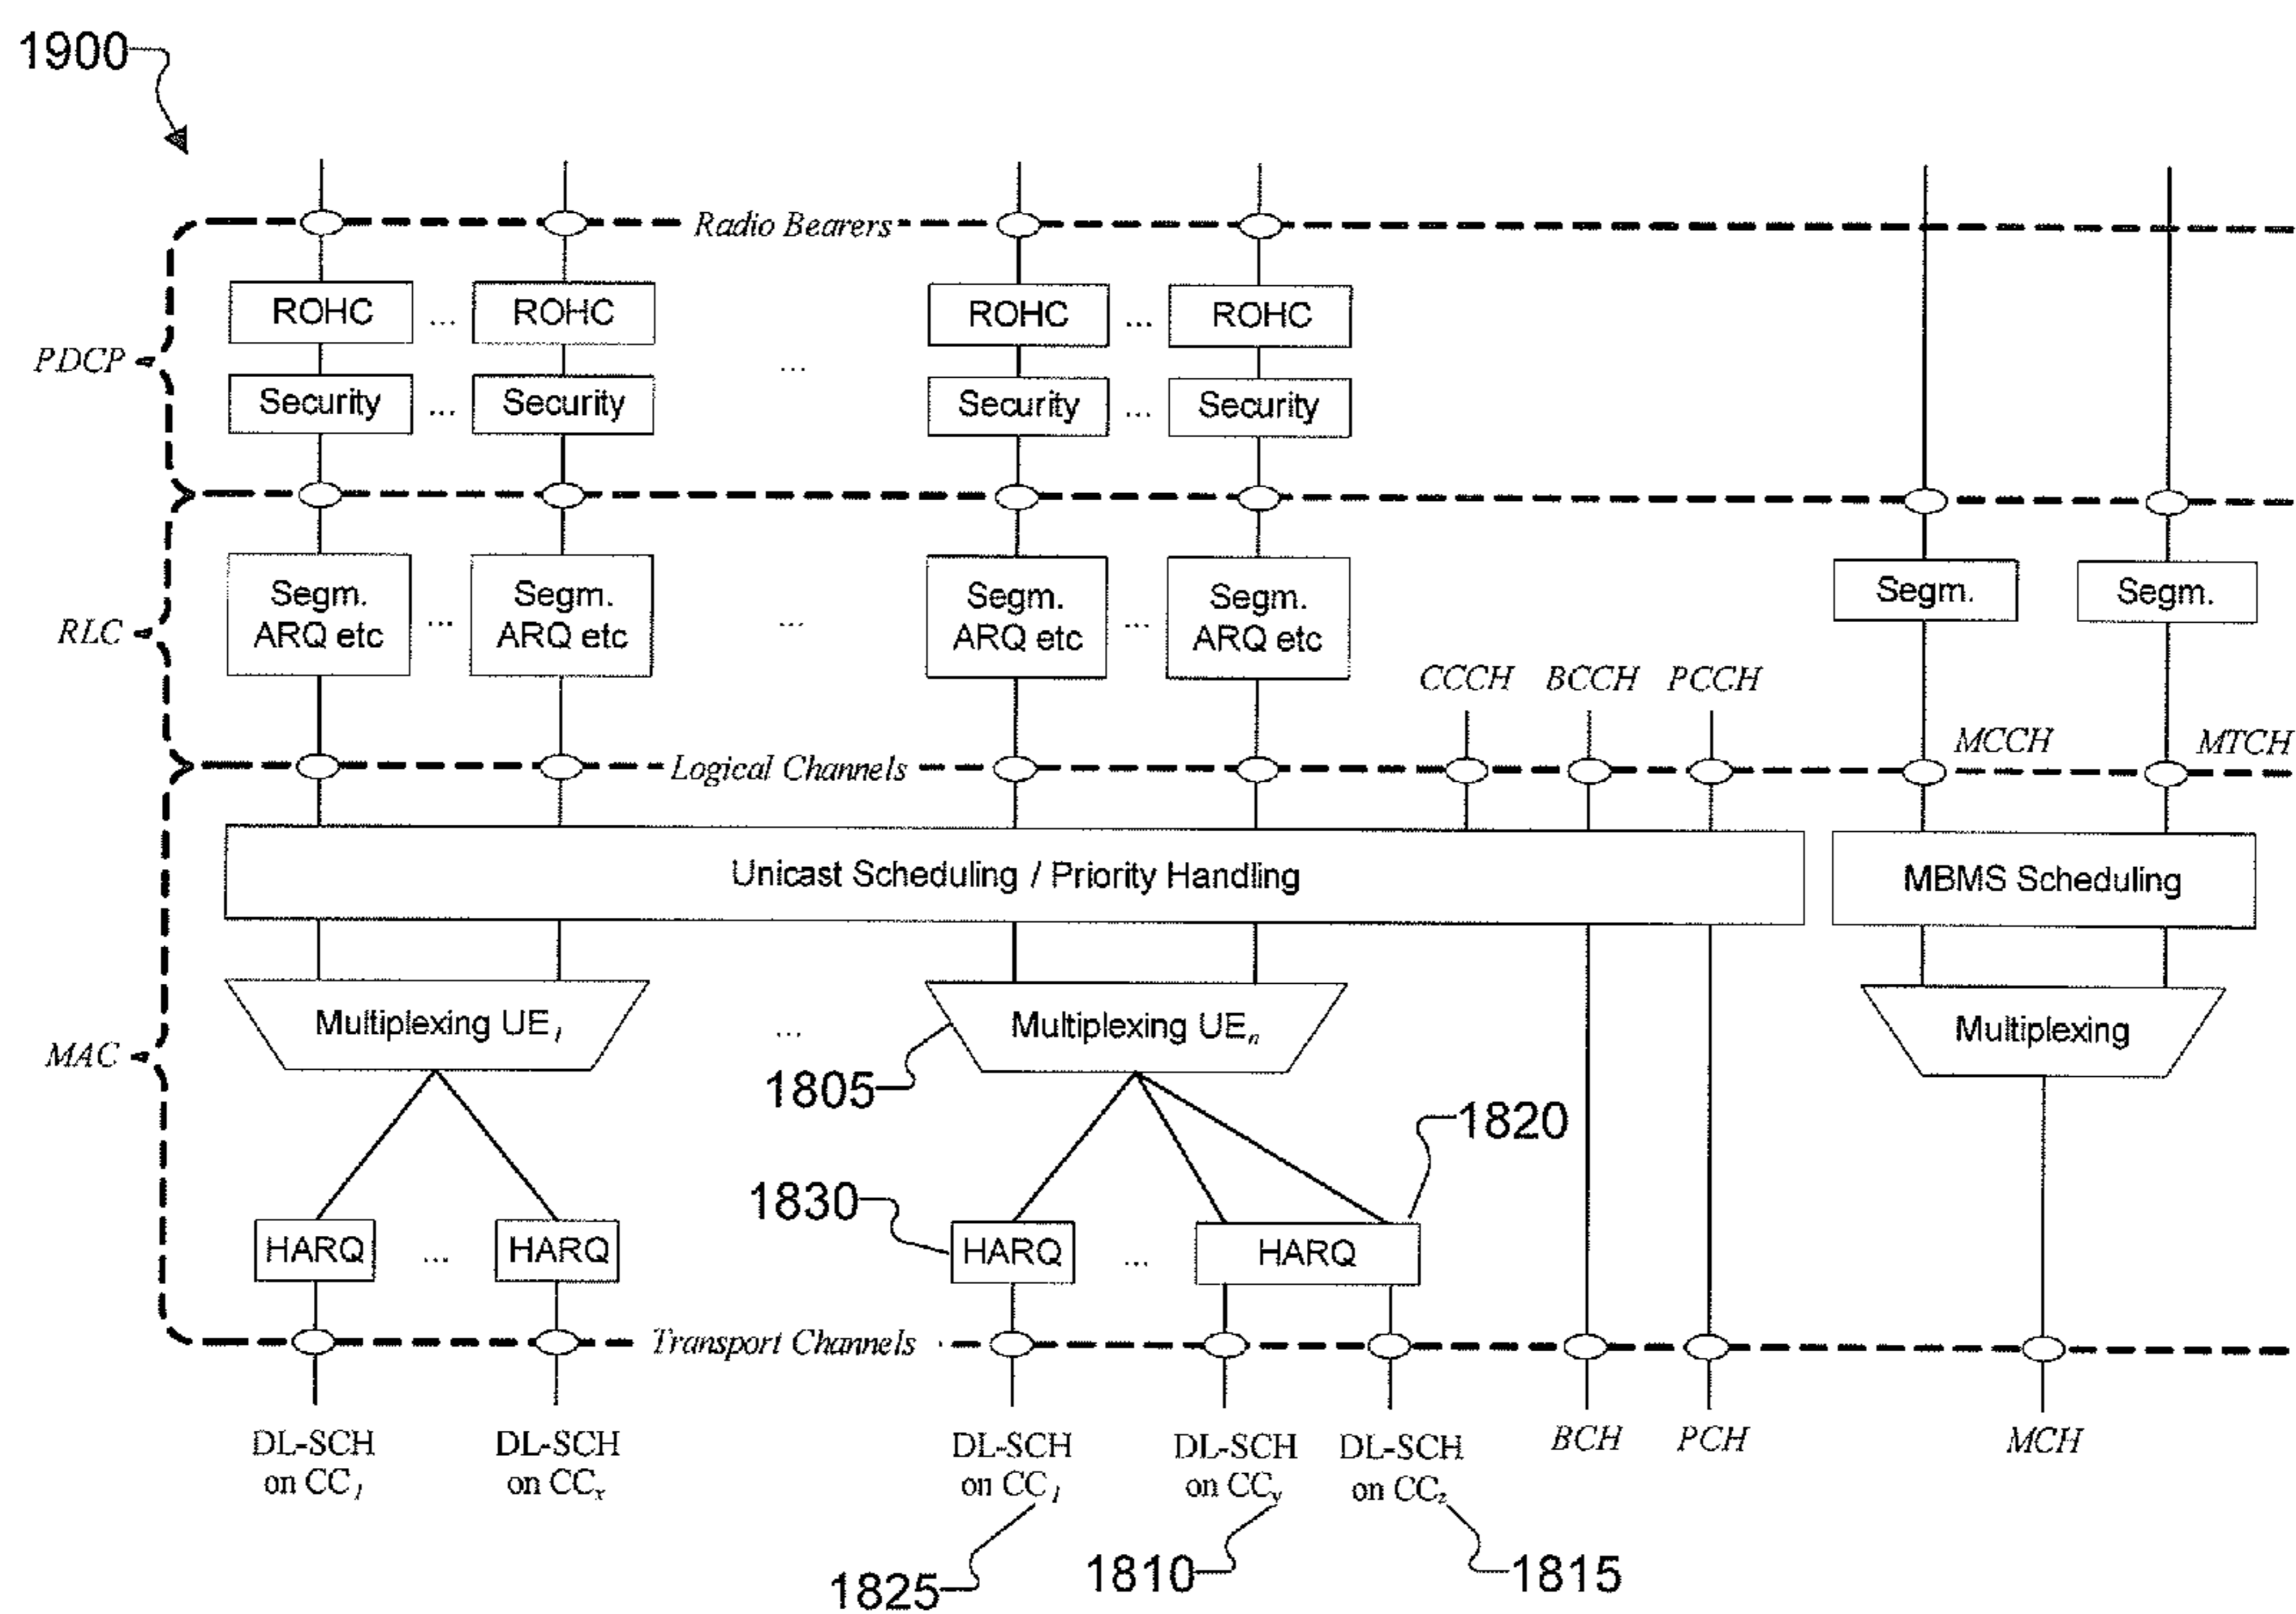 1900
Radio Bearers
ROHC ... ROHC ROHC ... ROHC
PDCP
...
Security ... Security Security ... Security
Segm. Segm. Segm. Segm. Segm. Segm.
ARQ etc ... ARQ etc ... ARQ etc ... ARQ etc
RLC
CCCH BCCH PCCH
MCCH MTCH
Logical Channels
Unicast Scheduling / Priority Handling MBMS Scheduling
Multiplexing UE1 ... Multiplexing UEn Multiplexing
MAC
1805
1820
1830
HARQ ... HARQ HARQ ... HARQ
Transport Channels
DL-SCH DL-SCH DL-SCH DL-SCH DL-SCH BCH PCH MCH
on CC1 on CCx on CC1 on CCy on CCz
1825 1810 1815